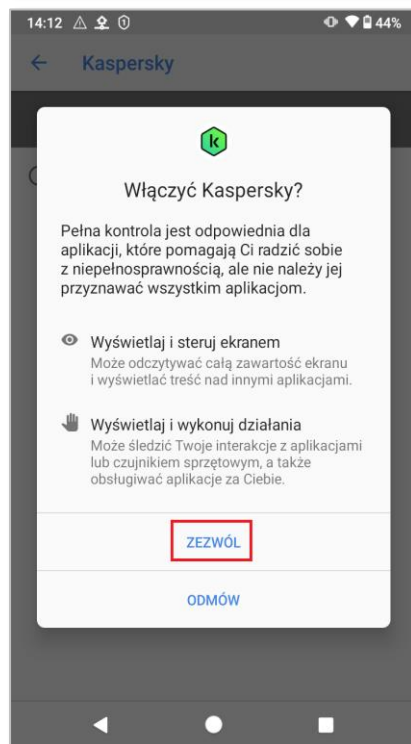 14:12
44%
Kaspersky
Włączyć Kaspersky?
Pełna kontrola jest odpowiednia dla
aplikacji, które pomagają Ci radzić sobie
z niepełnosprawnością, ale nie należy jej
przyznawać wszystkim aplikacjom.
Wyświetlaj i steruj ekranem
Może odczytywać całą zawartość ekranu
i wyświetlać treść nad innymi aplikacjami.
Wyświetlaj i wykonuj działania
Może śledzić Twoje interakcje z aplikacjami
lub czujnikiem sprzętowym, a także
obsługiwać aplikacje za Ciebie.
ZEZWÓL
ODMÓW